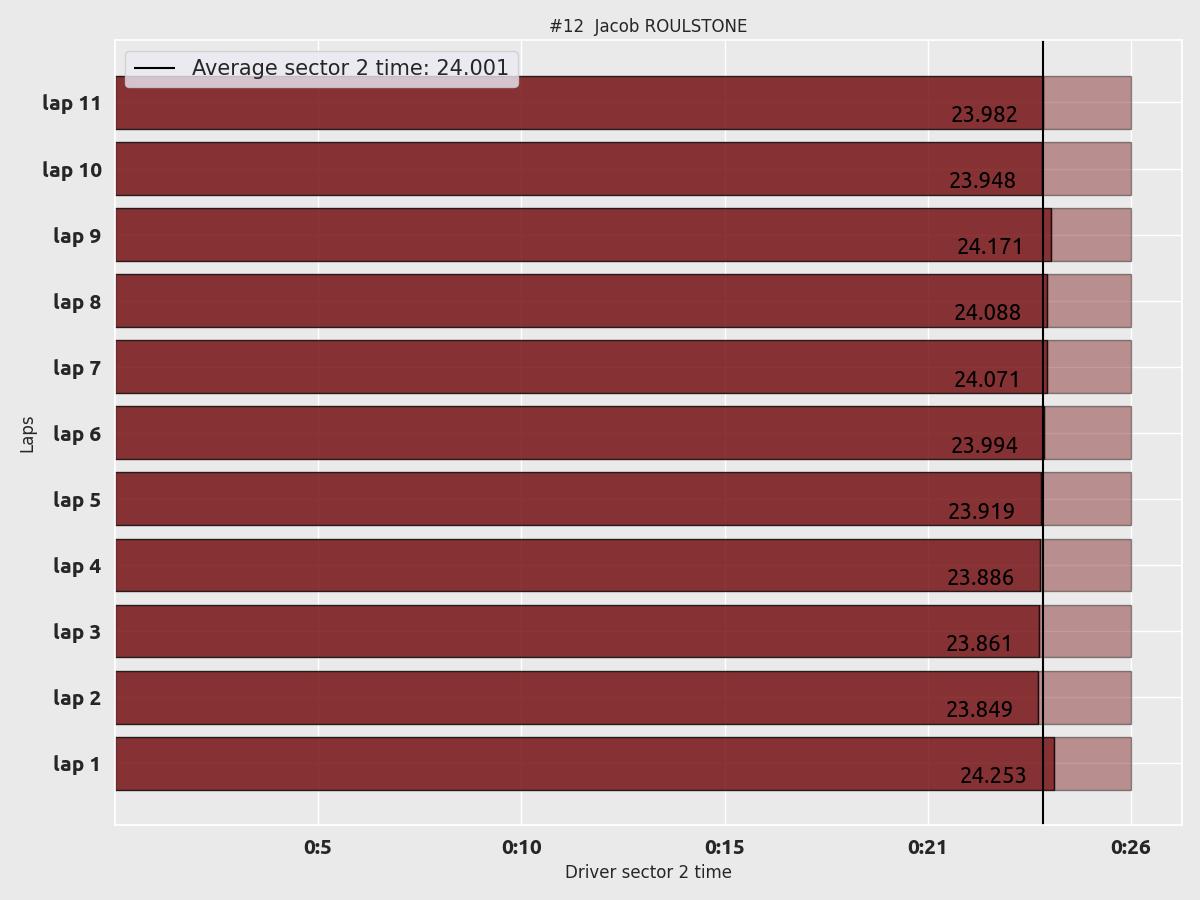 #12 Jacob ROULSTONE
Average sector 2 time: 24.001
lap 11
23.982
lap 10
23.948
lap 9
24.171
lap 8
24.088
lap 7
24.071
lap 6
23.994
lap 5
23.919
lap 4
23.886
lap 3
23.861
lap 2
23.849
lap 1
24.253
Laps
0:5 0:10 0:15 0:21 0:26
Driver sector 2 time